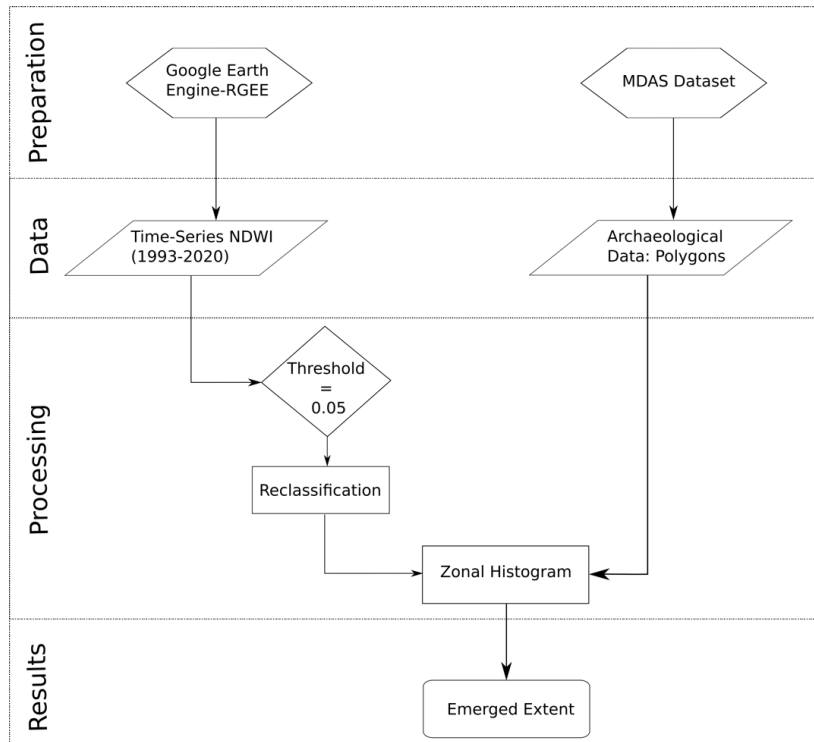 Preparation
Google Earth
Engine-RGEE
MDAS Dataset
Data
Time-Series NDWI
(1993-2020)
Archaeological
Data: Polygons
Processing
Threshold
=
0.05
Reclassification
Zonal Histogram
Results
Emerged Extent